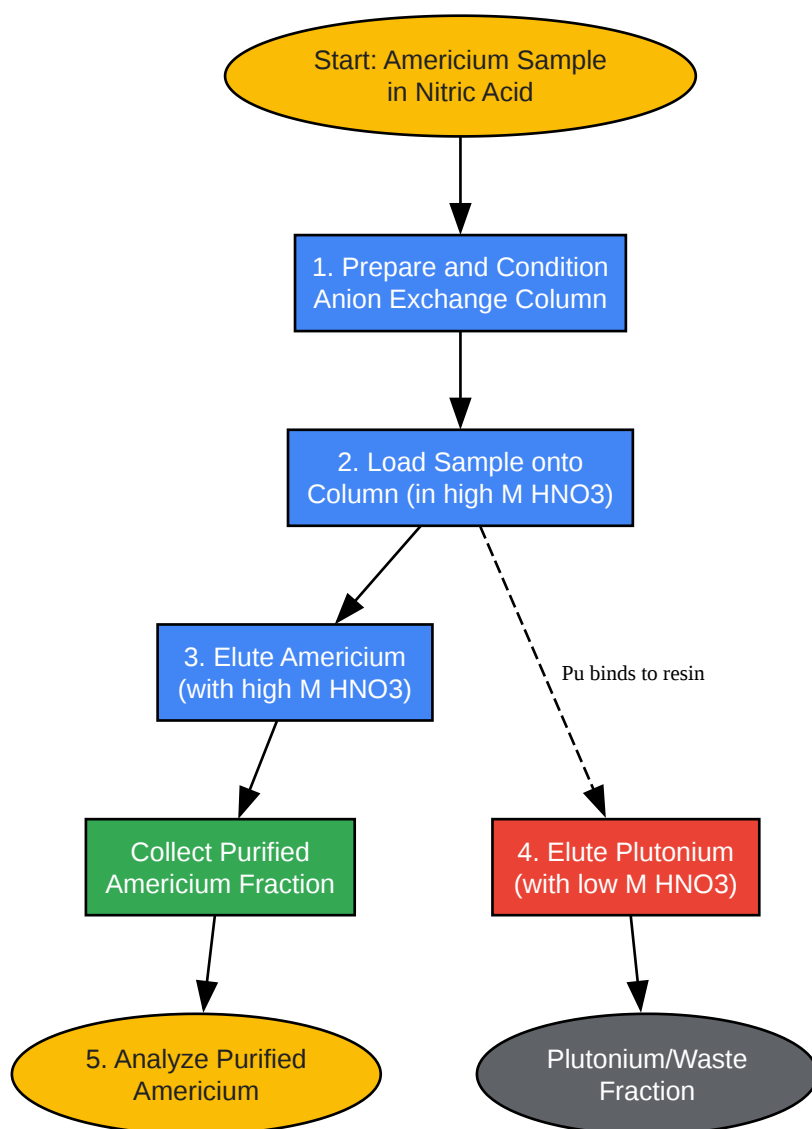 Start: Americium Sample
in Nitric Acid
1. Prepare and Condition
Anion Exchange Column
2. Load Sample onto
Column (in high M HNO3)
3. Elute Americium
(with high M HNO3)
Pu binds to resin
Collect Purified
Americium Fraction
4. Elute Plutonium
(with low M HNO3)
5. Analyze Purified
Americium
Plutonium/Waste
Fraction